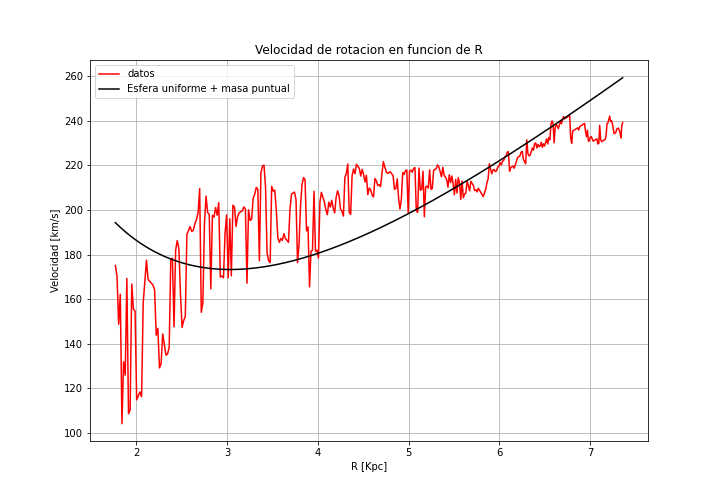 Velocidad de rotacion en funcion de R
datos
Esfera uniforme + masa puntual
260
240
220
200
180
160
140
120
100
Velocidad [km/s]
2 3 4 5 6 7
R [Kpc]